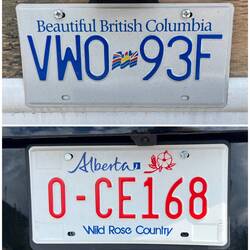 Beautiful British Columbia
VWO 93F
Alberta
0-CE168
Wild Rose Country